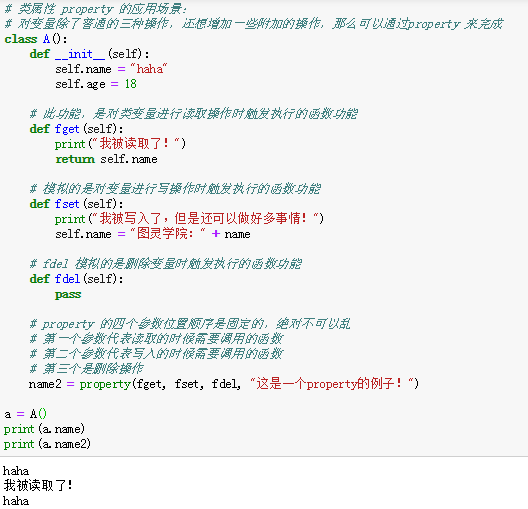 # 类属性 property 的应用场景：
# 对变量除了普通的三种操作，还想增加一些附加的操作，那么可以通过property 来完成
class A():
    def __init__(self):
        self.name = "haha"
        self.age = 18
    # 此功能，是对类变量进行读取操作时触发执行的函数功能
    def fget(self):
        print("我被读取了！")
        return self.name
    # 模拟的是对变量进行写操作时触发执行的函数功能
    def fset(self):
        print("我被写入了，但是还可以做好多事情！")
        self.name = "图灵学院：" + name
    # fdel 模拟的是删除变量时触发执行的函数功能
    def fdel(self):
        pass
    # property 的四个参数位置顺序是固定的，绝对不可以乱
    # 第一个参数代表读取的时候需要调用的函数
    # 第二个参数代表写入的时候需要调用的函数
    # 第三个是删除操作
    name2 = property(fget, fset, fdel, "这是一个property的例子！")
a = A()
print(a.name)
print(a.name2)
haha
我被读取了！
haha